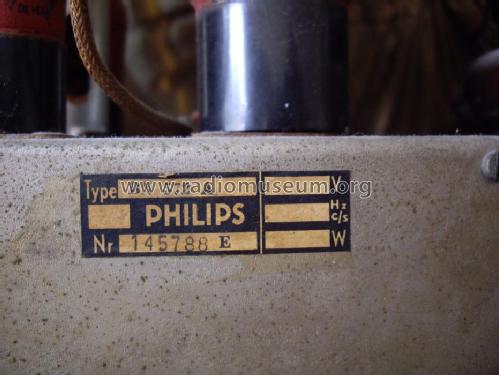 Type V
www.radiomuseum.org
PHILIPS Hz c/s
Nr 145788 E W